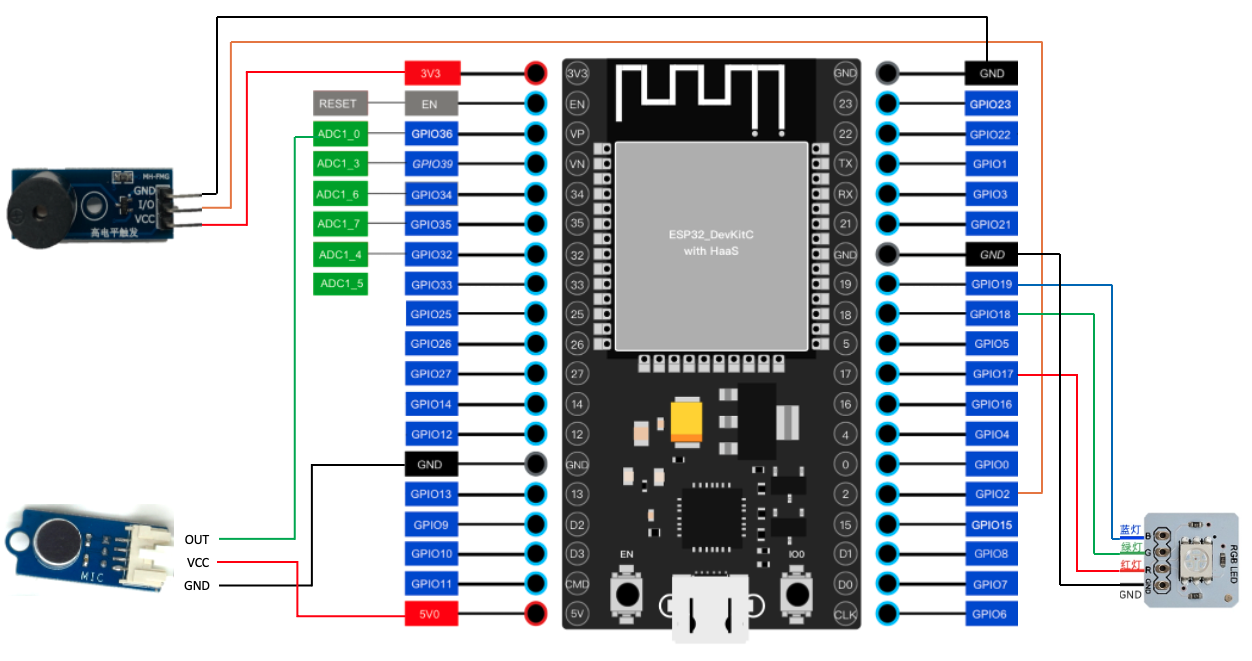 3V3
RESET
EN
ADC1_0
GPIO36
ADC1_3
GPIO39
ADC1_6
GPIO34
ADC1_7
GPIO35
ADC1_4
GPIO32
ADC1_5
GPIO33
GPIO25
GPIO26
GPIO27
GPIO14
GPIO12
GND
GPIO13
GPIO9
GPIO10
GPIO11
5V0
MH-FMG
GND
I/O
VCC
高电平触发
MIC
OUT
VCC
GND
3V3
EN
VP
VN
34
35
32
33
25
26
27
14
12
GND
13
D2
D3
CMD
5V
ESP32_DevKitC
with HaaS
EN
IO0
GND
23
22
TX
RX
21
GND
19
18
5
17
16
4
0
2
15
D1
D0
CLK
GND
GPIO23
GPIO22
GPIO1
GPIO3
GPIO21
GND
GPIO19
GPIO18
GPIO5
GPIO17
GPIO16
GPIO4
GPIO0
GPIO2
GPIO15
GPIO8
GPIO7
GPIO6
蓝灯
绿灯
红灯
GND
B
G
R
GND
RGB LED